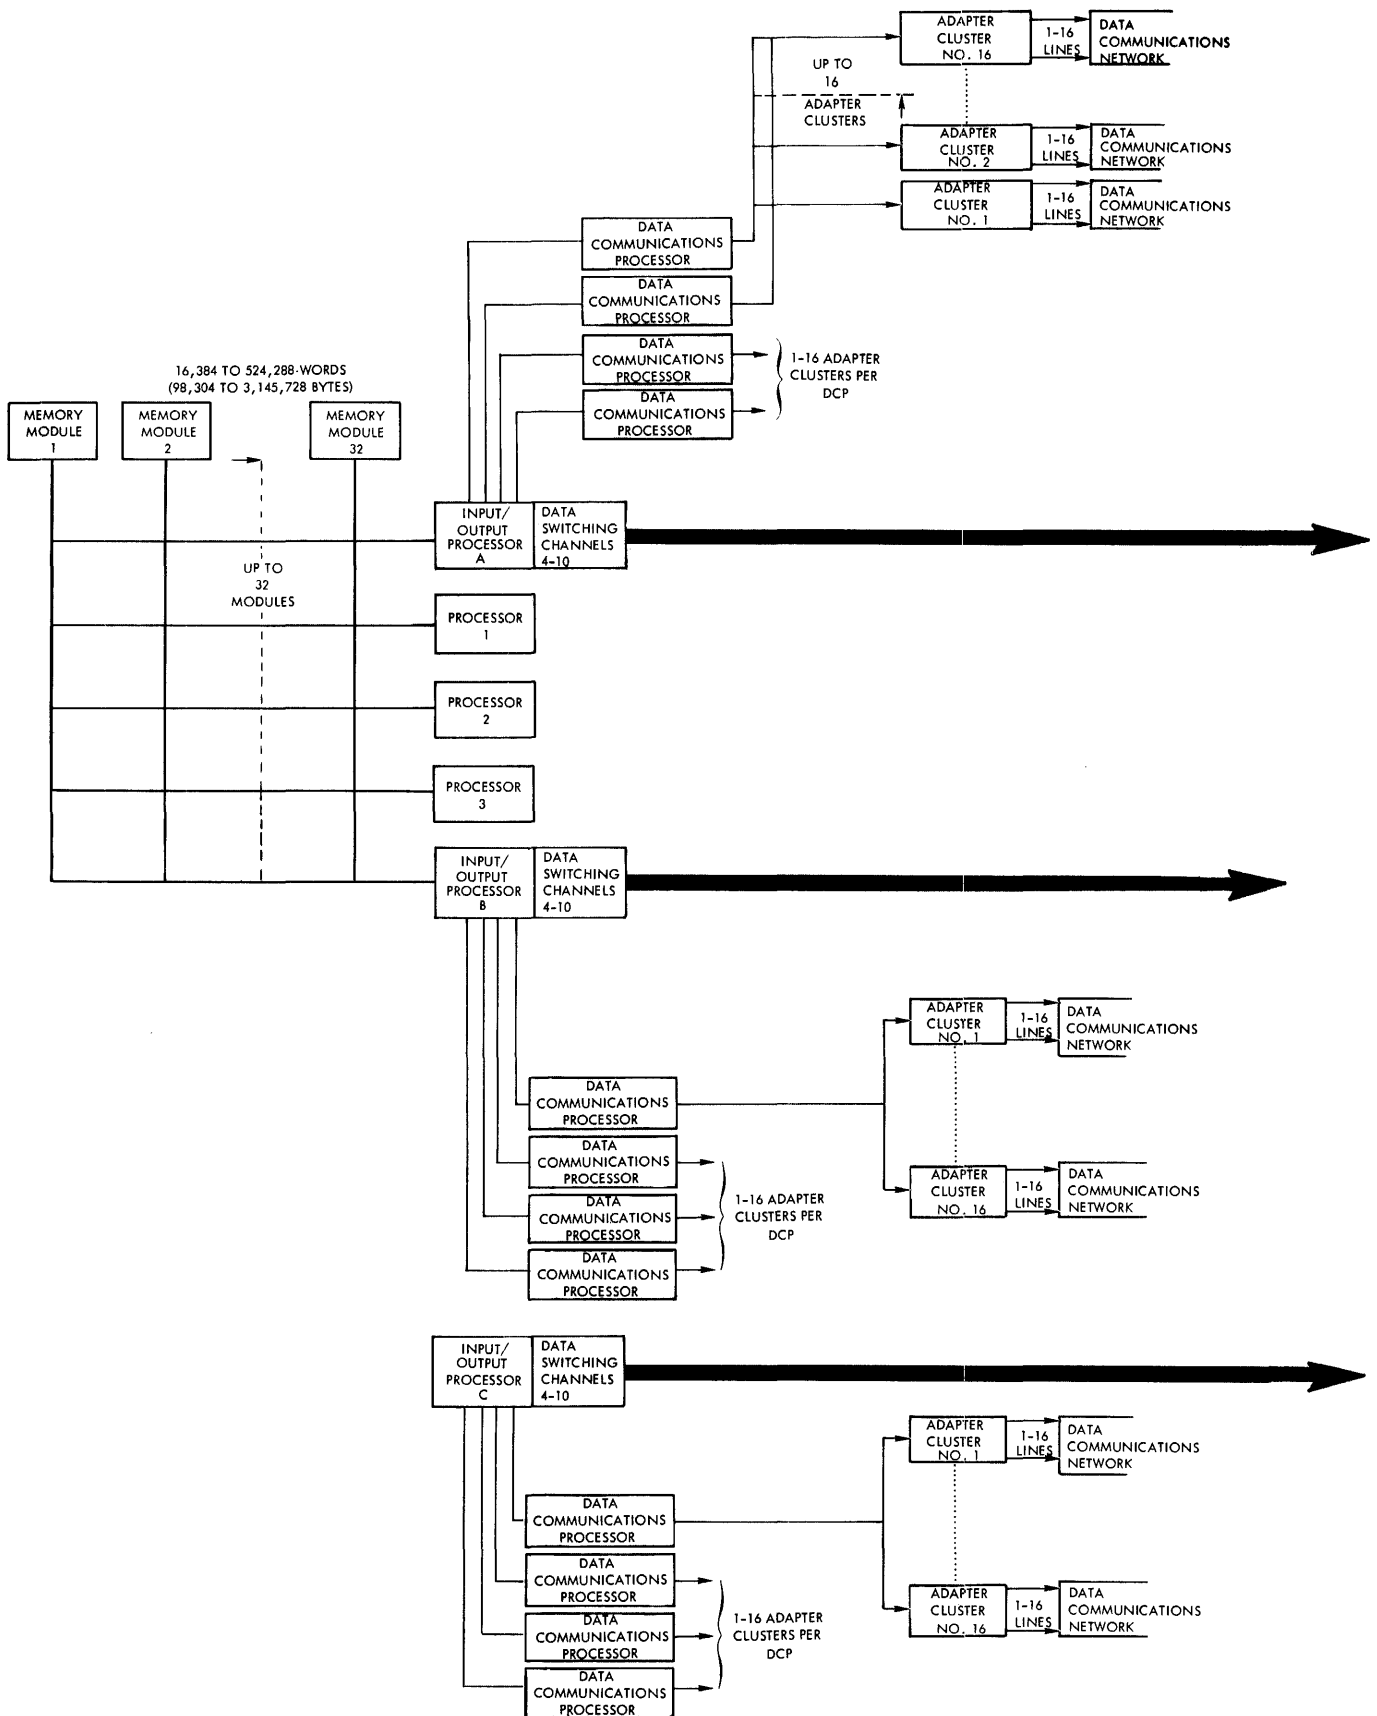 ADAPTER
CLUSTER
NO. 16
1-16
LINES
DATA
COMMUNICATIONS
NETWORK
UP TO
16
ADAPTER
CLUSTERS
ADAPTER
CLUSTER
NO. 2
1-16
LINES
DATA
COMMUNICATIONS
NETWORK
ADAPTER
CLUSTER
NO. 1
1-16
LINES
DATA
COMMUNICATIONS
NETWORK
DATA
COMMUNICATIONS
PROCESSOR
DATA
COMMUNICATIONS
PROCESSOR
DATA
COMMUNICATIONS
PROCESSOR
DATA
COMMUNICATIONS
PROCESSOR
1-16 ADAPTER
CLUSTERS PER
DCP
16,384 TO 524,288-WORDS
(98,304 TO 3,145,728 BYTES)
MEMORY
MODULE
1
MEMORY
MODULE
2
MEMORY
MODULE
32
UP TO
32
MODULES
INPUT/
OUTPUT
PROCESSOR
A
DATA
SWITCHING
CHANNELS
4-10
PROCESSOR
1
PROCESSOR
2
PROCESSOR
3
INPUT/
OUTPUT
PROCESSOR
B
DATA
SWITCHING
CHANNELS
4-10
ADAPTER
CLUSTER
NO. 1
1-16
LINES
DATA
COMMUNICATIONS
NETWORK
DATA
COMMUNICATIONS
PROCESSOR
DATA
COMMUNICATIONS
PROCESSOR
DATA
COMMUNICATIONS
PROCESSOR
DATA
COMMUNICATIONS
PROCESSOR
1-16 ADAPTER
CLUSTERS PER
DCP
ADAPTER
CLUSTER
NO. 16
1-16
LINES
DATA
COMMUNICATIONS
NETWORK
INPUT/
OUTPUT
PROCESSOR
C
DATA
SWITCHING
CHANNELS
4-10
ADAPTER
CLUSTER
NO. 1
1-16
LINES
DATA
COMMUNICATIONS
NETWORK
DATA
COMMUNICATIONS
PROCESSOR
DATA
COMMUNICATIONS
PROCESSOR
DATA
COMMUNICATIONS
PROCESSOR
DATA
COMMUNICATIONS
PROCESSOR
1-16 ADAPTER
CLUSTERS PER
DCP
ADAPTER
CLUSTER
NO. 16
1-16
LINES
DATA
COMMUNICATIONS
NETWORK